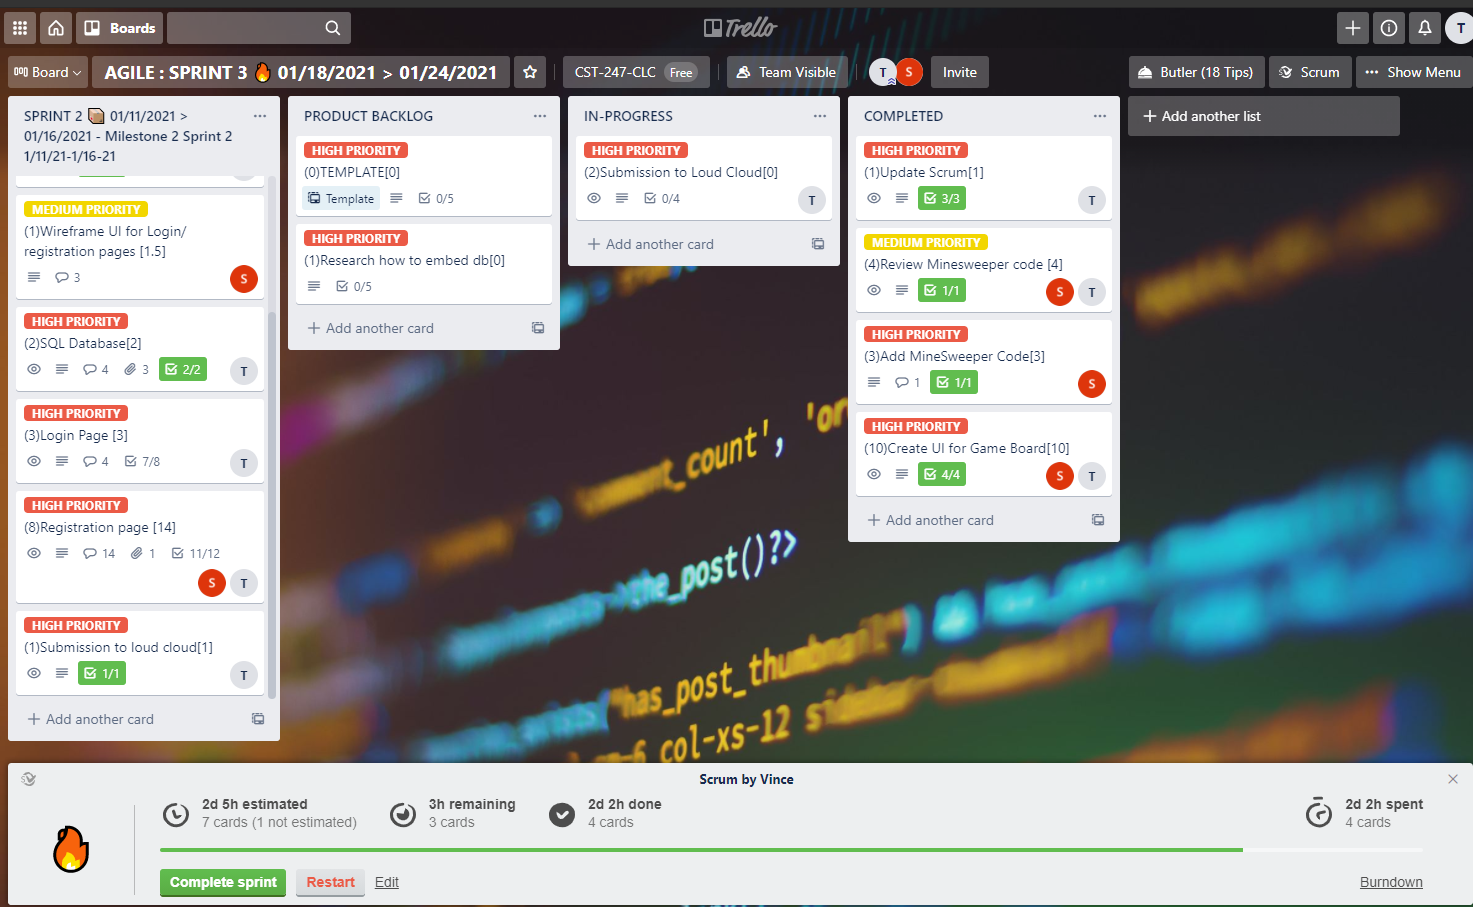 Boards
Trello
T
Board
AGILE : SPRINT 3 🔥 01/18/2021 > 01/24/2021
CST-247-CLC Free
Team Visible
T S
Invite
Butler (18 Tips)
Scrum
Show Menu
SPRINT 2 01/11/2021 >
01/16/2021 - Milestone 2 Sprint 2
1/11/21-1/16-21
MEDIUM PRIORITY
(1)Wireframe UI for Login/
registration pages [1.5]
3
S
HIGH PRIORITY
(2)SQL Database[2]
4 3 2/2
T
HIGH PRIORITY
(3)Login Page [3]
4 7/8
T
HIGH PRIORITY
(8)Registration page [14]
14 1 11/12
S T
HIGH PRIORITY
(1)Submission to loud cloud[1]
1/1
T
+ Add another card
PRODUCT BACKLOG
HIGH PRIORITY
(0)TEMPLATE[0]
Template 0/5
HIGH PRIORITY
(1)Research how to embed db[0]
0/5
+ Add another card
IN-PROGRESS
HIGH PRIORITY
(2)Submission to Loud Cloud[0]
0/4
T
+ Add another card
COMPLETED
HIGH PRIORITY
(1)Update Scrum[1]
3/3
T
MEDIUM PRIORITY
(4)Review Minesweeper code [4]
1/1
S T
HIGH PRIORITY
(3)Add MineSweeper Code[3]
1 1/1
S
HIGH PRIORITY
(10)Create UI for Game Board[10]
4/4
S T
+ Add another card
+ Add another list
_count', 'or
the_post()?>
"has_post_thumbnail")
col-xs-12
Scrum by Vince
2d 5h estimated
7 cards (1 not estimated)
3h remaining
3 cards
2d 2h done
4 cards
2d 2h spent
4 cards
Complete sprint
Restart
Edit
Burndown